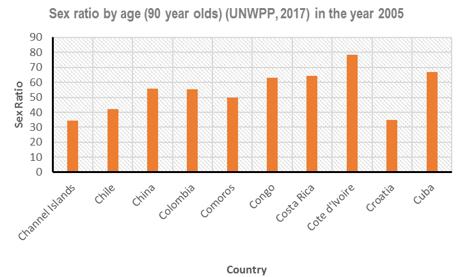 Sex ratio by age (90 year olds) (UNWPP, 2017) in the year 2005
90
80
70
60
50
40
30
20
10
0
Sex Ratio
Channel Islands
Chile
China
Colombia
Comoros
Congo
Costa Rica
Cote d'Ivoire
Croatia
Cuba
Country